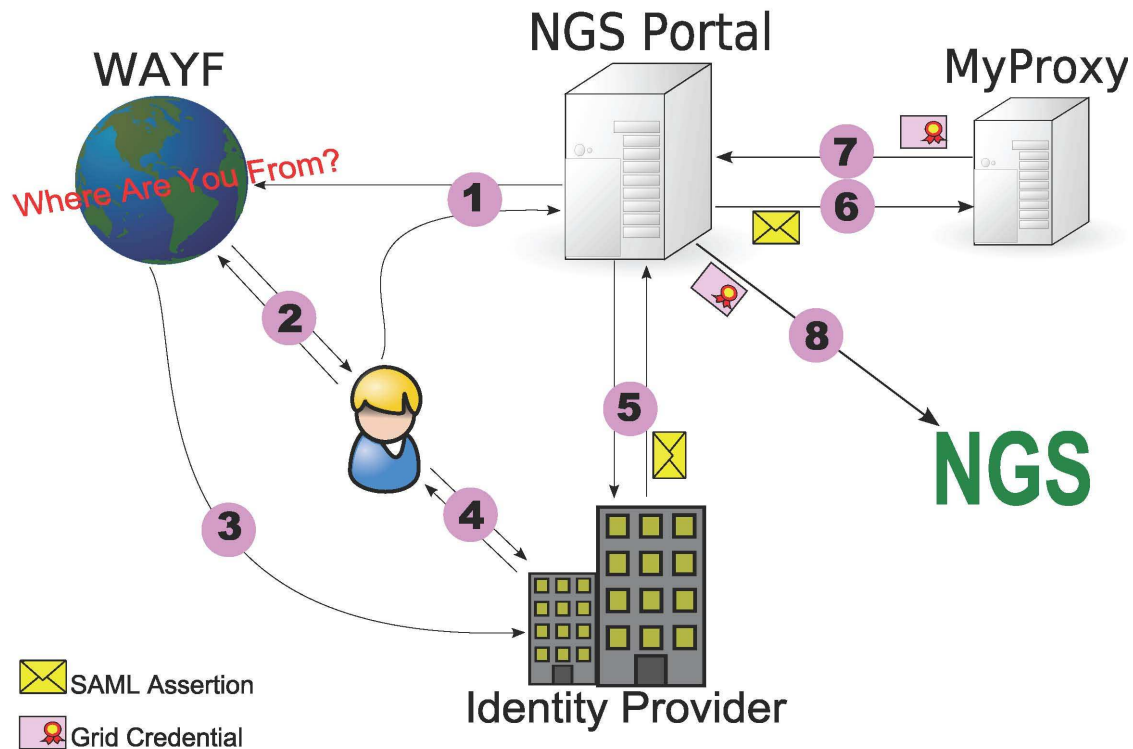 NGS Portal
WAYF
MyProxy
Where Are You From?
1
7
6
2
8
5
3
4
NGS
SAML Assertion
Identity Provider
Grid Credential